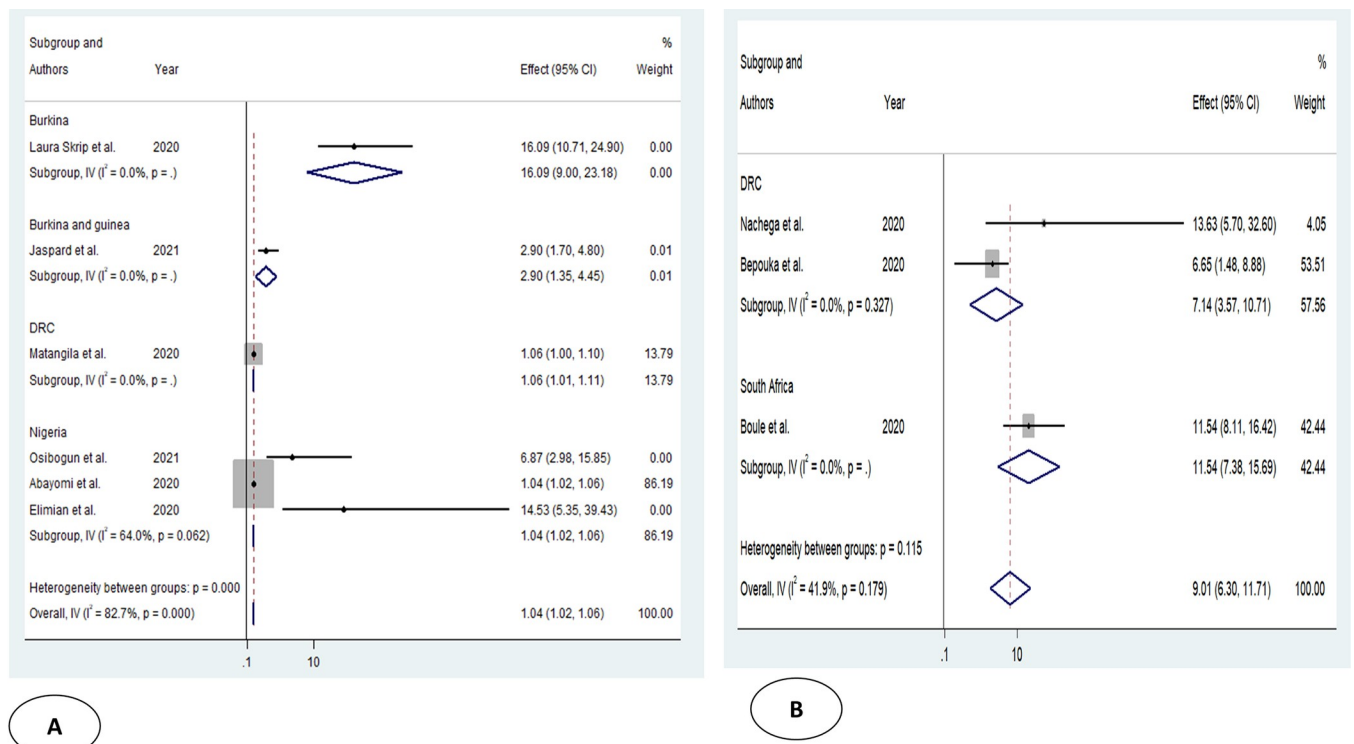 Subgroup and %
Authors Year Effect (95% CI) Weight
Burkina
Laura Skrip et al. 2020 16.09 (10.71, 24.90) 0.00
Subgroup, IV (I² = 0.0%, p = .) 16.09 (9.00, 23.18) 0.00
Burkina and guinea
Jaspard et al. 2021 2.90 (1.70, 4.80) 0.01
Subgroup, IV (I² = 0.0%, p = .) 2.90 (1.35, 4.45) 0.01
DRC
Matangila et al. 2020 1.06 (1.00, 1.10) 13.79
Subgroup, IV (I² = 0.0%, p = .) 1.06 (1.01, 1.11) 13.79
Nigeria
Osibogun et al. 2021 6.87 (2.98, 15.85) 0.00
Abayomi et al. 2020 1.04 (1.02, 1.06) 86.19
Elimian et al. 2020 14.53 (5.35, 39.43) 0.00
Subgroup, IV (I² = 64.0%, p = 0.062) 1.04 (1.02, 1.06) 86.19
Heterogeneity between groups: p = 0.000
Overall, IV (I² = 82.7%, p = 0.000) 1.04 (1.02, 1.06) 100.00
.1 10
A
Subgroup and %
Authors Year Effect (95% CI) Weight
DRC
Nachega et al. 2020 13.63 (5.70, 32.60) 4.05
Bepouka et al. 2020 6.65 (1.48, 8.88) 53.51
Subgroup, IV (I² = 0.0%, p = 0.327) 7.14 (3.57, 10.71) 57.56
South Africa
Boule et al. 2020 11.54 (8.11, 16.42) 42.44
Subgroup, IV (I² = 0.0%, p = .) 11.54 (7.38, 15.69) 42.44
Heterogeneity between groups: p = 0.115
Overall, IV (I² = 41.9%, p = 0.179) 9.01 (6.30, 11.71) 100.00
.1 10
B